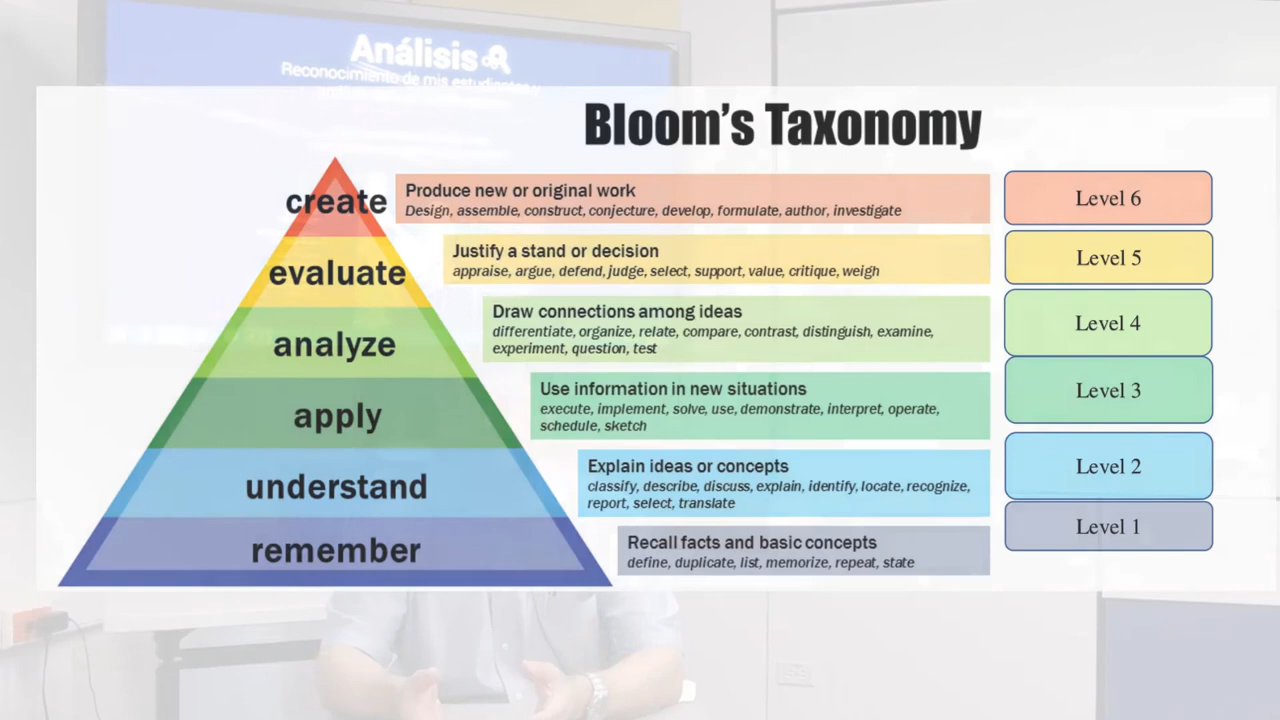 Análisis
Reconocimiento de mis estudiantes y
Bloom's Taxonomy
create
Produce new or original work
Design, assemble, construct, conjecture, develop, formulate, author, investigate
Level 6
evaluate
Justify a stand or decision
appraise, argue, defend, judge, select, support, value, critique, weigh
Level 5
analyze
Draw connections among ideas
differentiate, organize, relate, compare, contrast, distinguish, examine,
experiment, question, test
Level 4
apply
Use information in new situations
execute, implement, solve, use, demonstrate, interpret, operate,
schedule, sketch
Level 3
understand
Explain ideas or concepts
classify, describe, discuss, explain, identify, locate, recognize,
report, select, translate
Level 2
remember
Recall facts and basic concepts
define, duplicate, list, memorize, repeat, state
Level 1